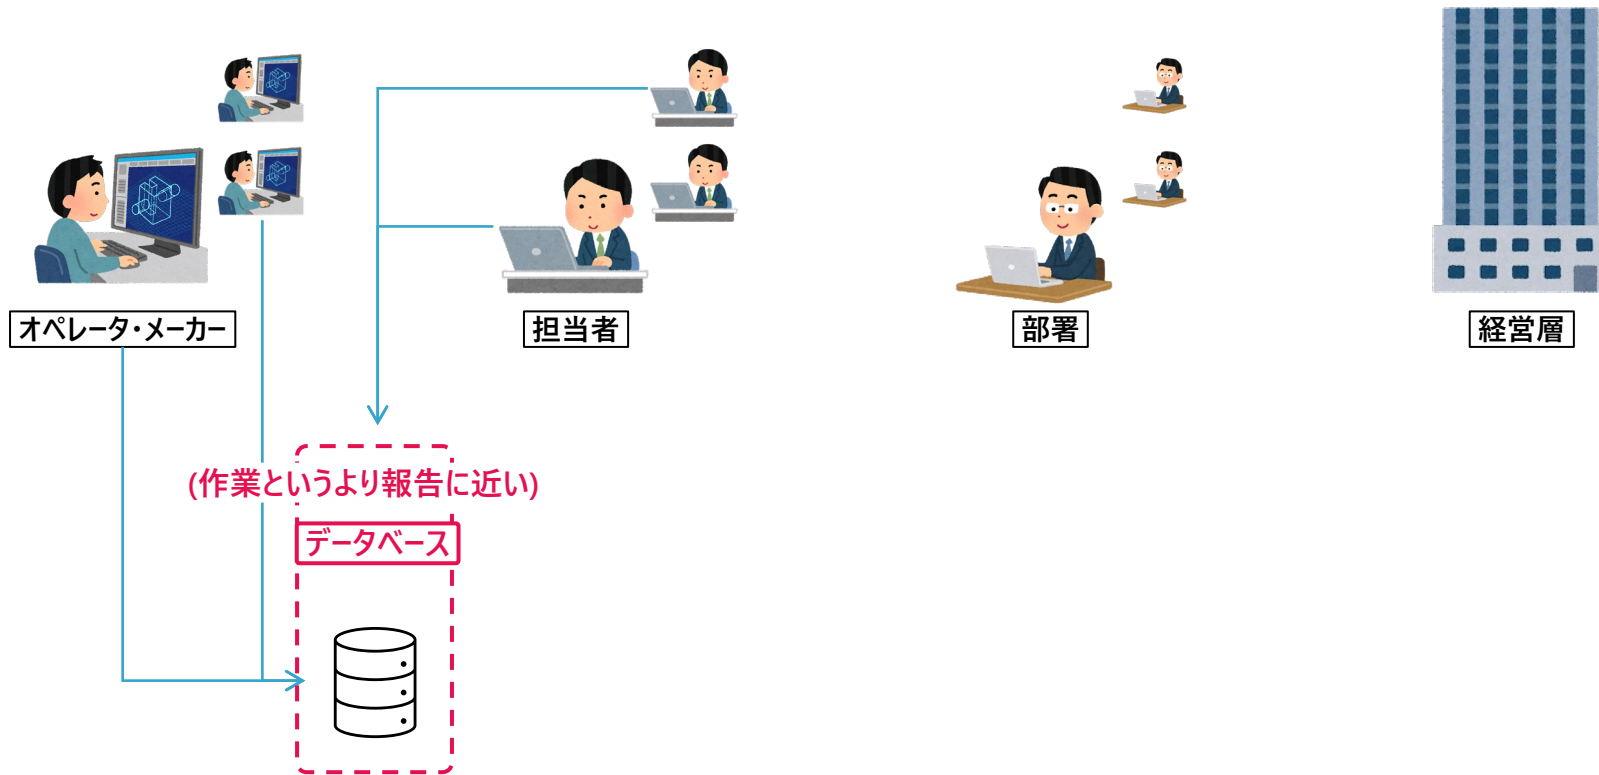 オペレータ・メーカー
担当者
部署
経営層
(作業というより報告に近い)
データベース